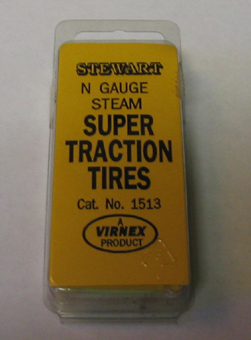 STEWART
N GAUGE
STEAM
SUPER
TRACTION
TIRES
Cat. No. 1513
A
VIRNEX
PRODUCT